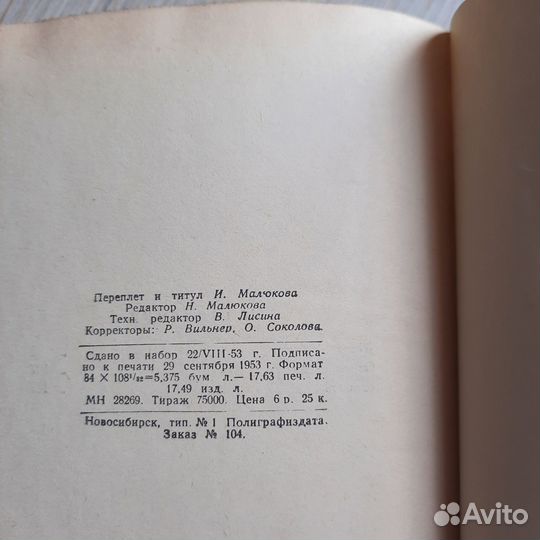 Переплет и титул И. Малюкова
Редактор Н. Малюкова
Техн. редактор В. Лисина
Корректоры: Р. Вильнер, О. Соколова.
Сдано в набор 22/VIII-53 г. Подписа-
но к печати 29 сентября 1953 г. Формат
84 × 108¹/₃₂=5,375 бум л.— 17,63 печ. л.
17,49 изд. л.
МН 28269. Тираж 75000. Цена 6 р. 25 к.
Новосибирск, тип. № 1 Полиграфиздата.
Заказ № 104.
Avito